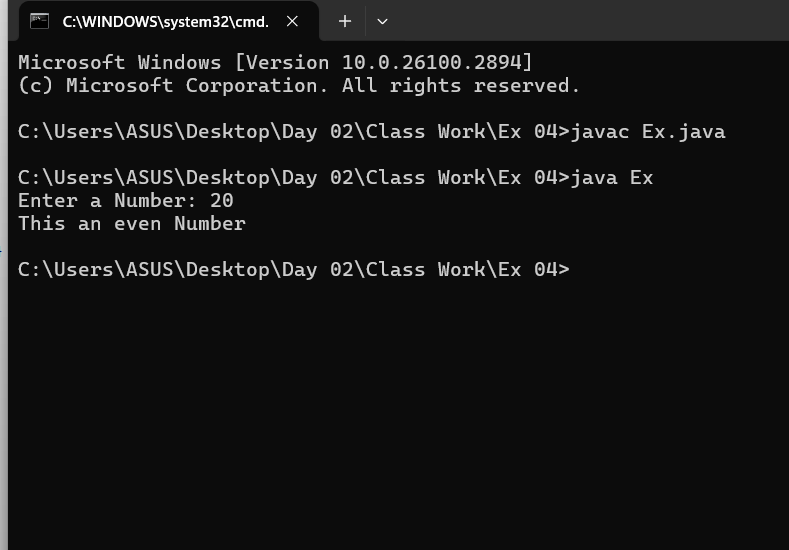 C:\WINDOWS\system32\cmd.
Microsoft Windows [Version 10.0.26100.2894]
(c) Microsoft Corporation. All rights reserved.
C:\Users\ASUS\Desktop\Day 02\Class Work\Ex 04>javac Ex.java
C:\Users\ASUS\Desktop\Day 02\Class Work\Ex 04>java Ex
Enter a Number: 20
This an even Number
C:\Users\ASUS\Desktop\Day 02\Class Work\Ex 04>